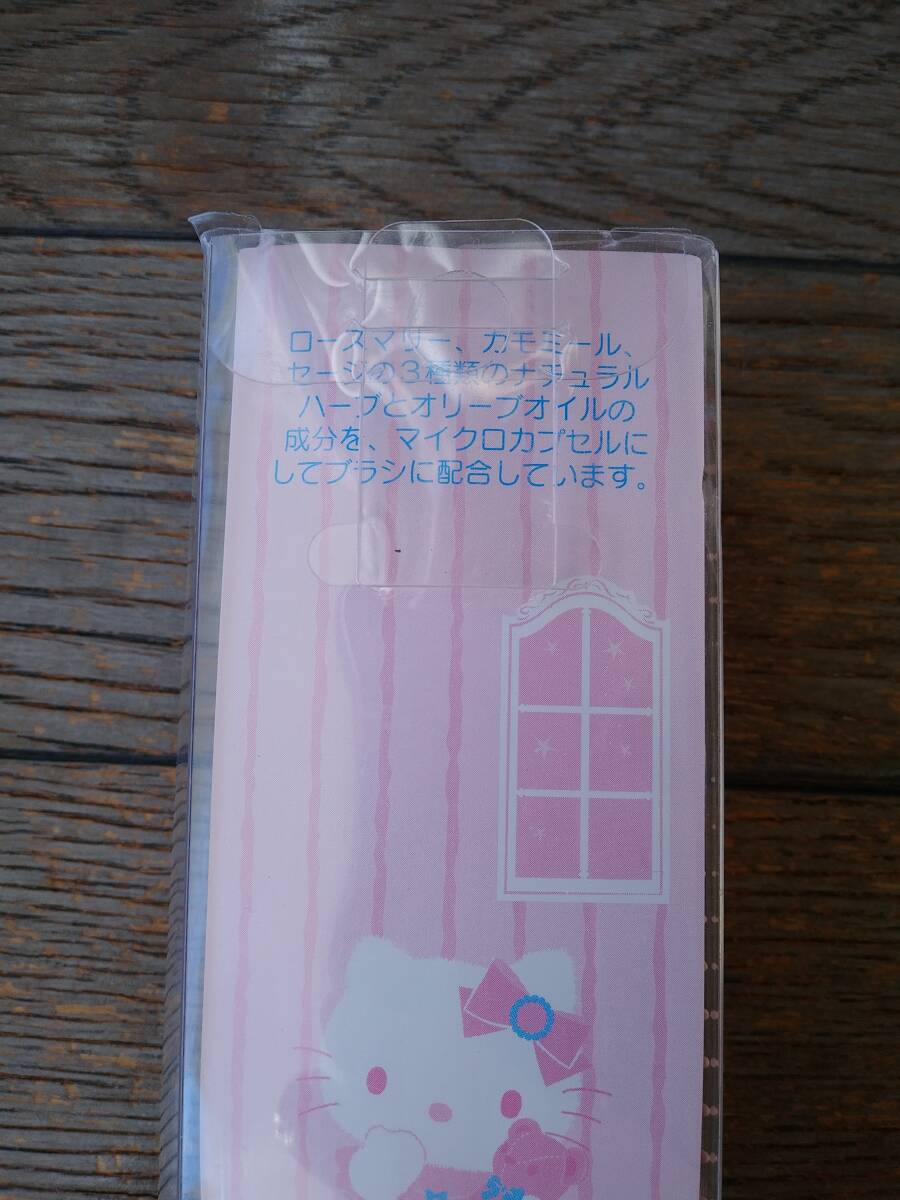 ローズマリー、カモミール、
セージの3種類のナチュラル
ハーブとオリーブオイルの
成分を、マイクロカプセルに
してブラシに配合しています。